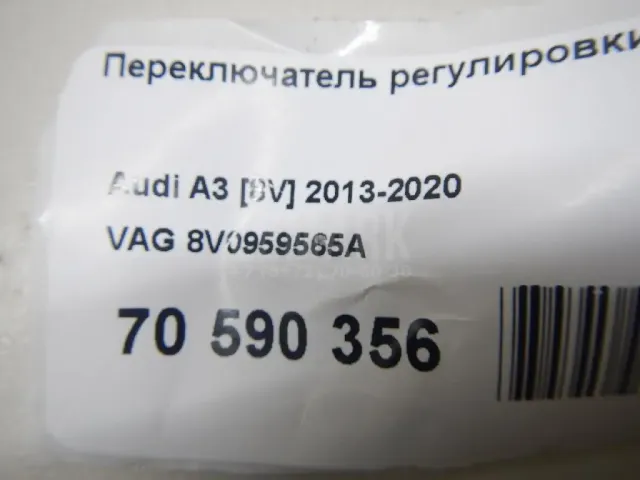 Переключатель регулировки
Audi A3 [8V] 2013-2020
VAG 8V0959565A
70 590 356